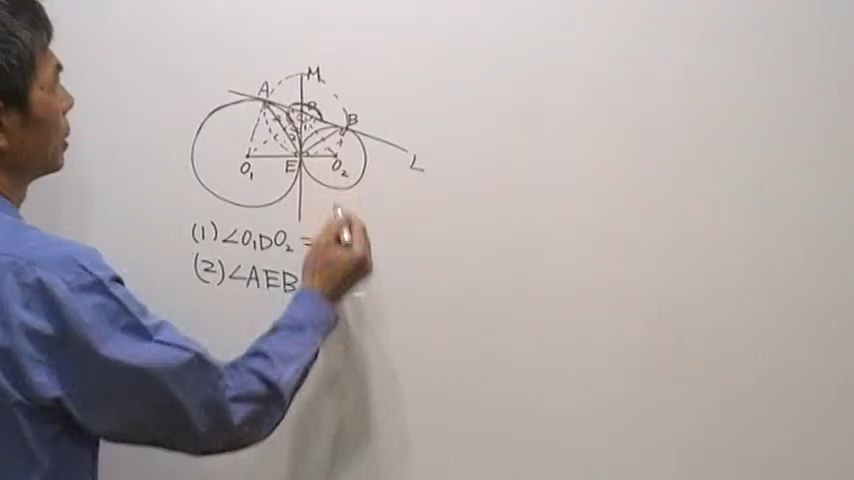 M
A
B
L
O₁
E
O₂
(1) ∠O₁DO₂ =
(2) ∠AEB